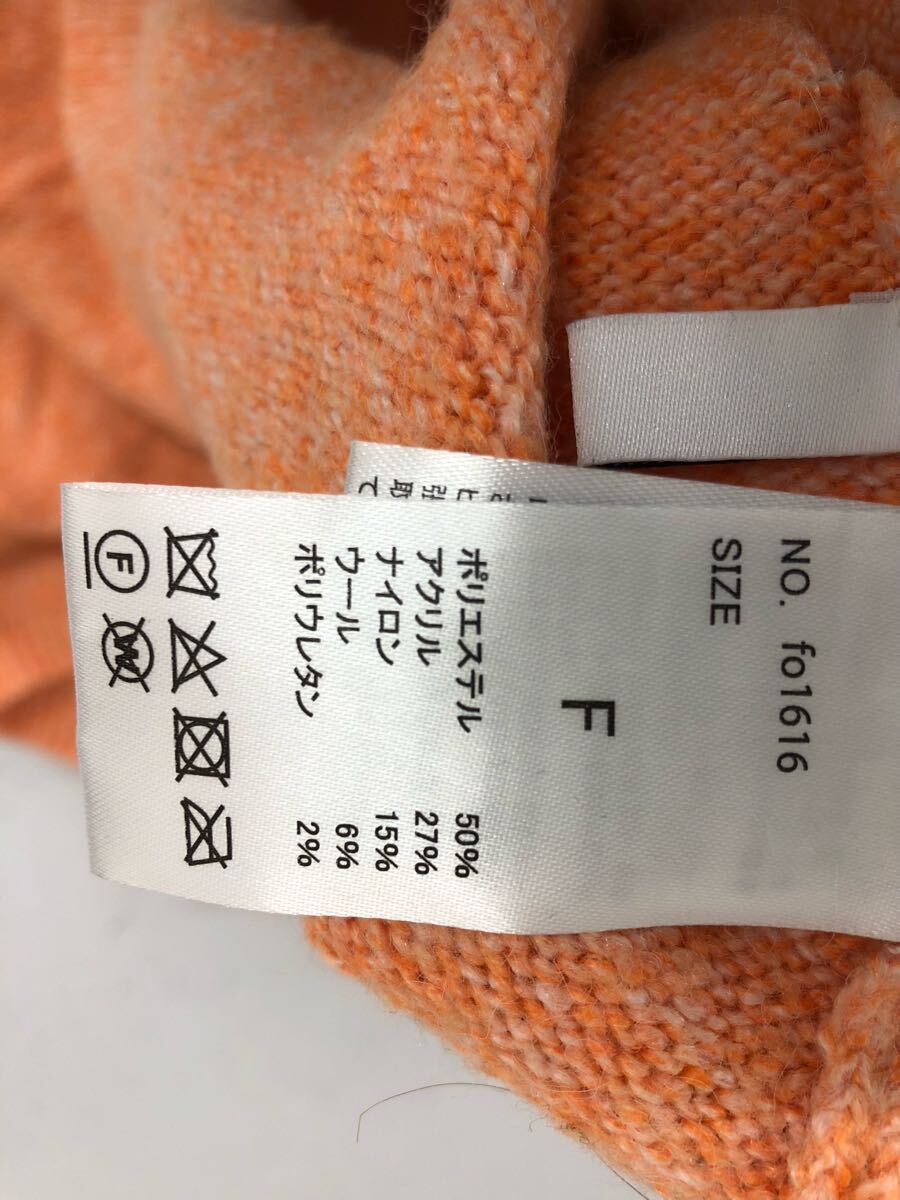 NO. fo1616
SIZE
F
ポリエステル 50%
アクリル 27%
ナイロン 15%
ウール 6%
ポリウレタン 2%
F
W